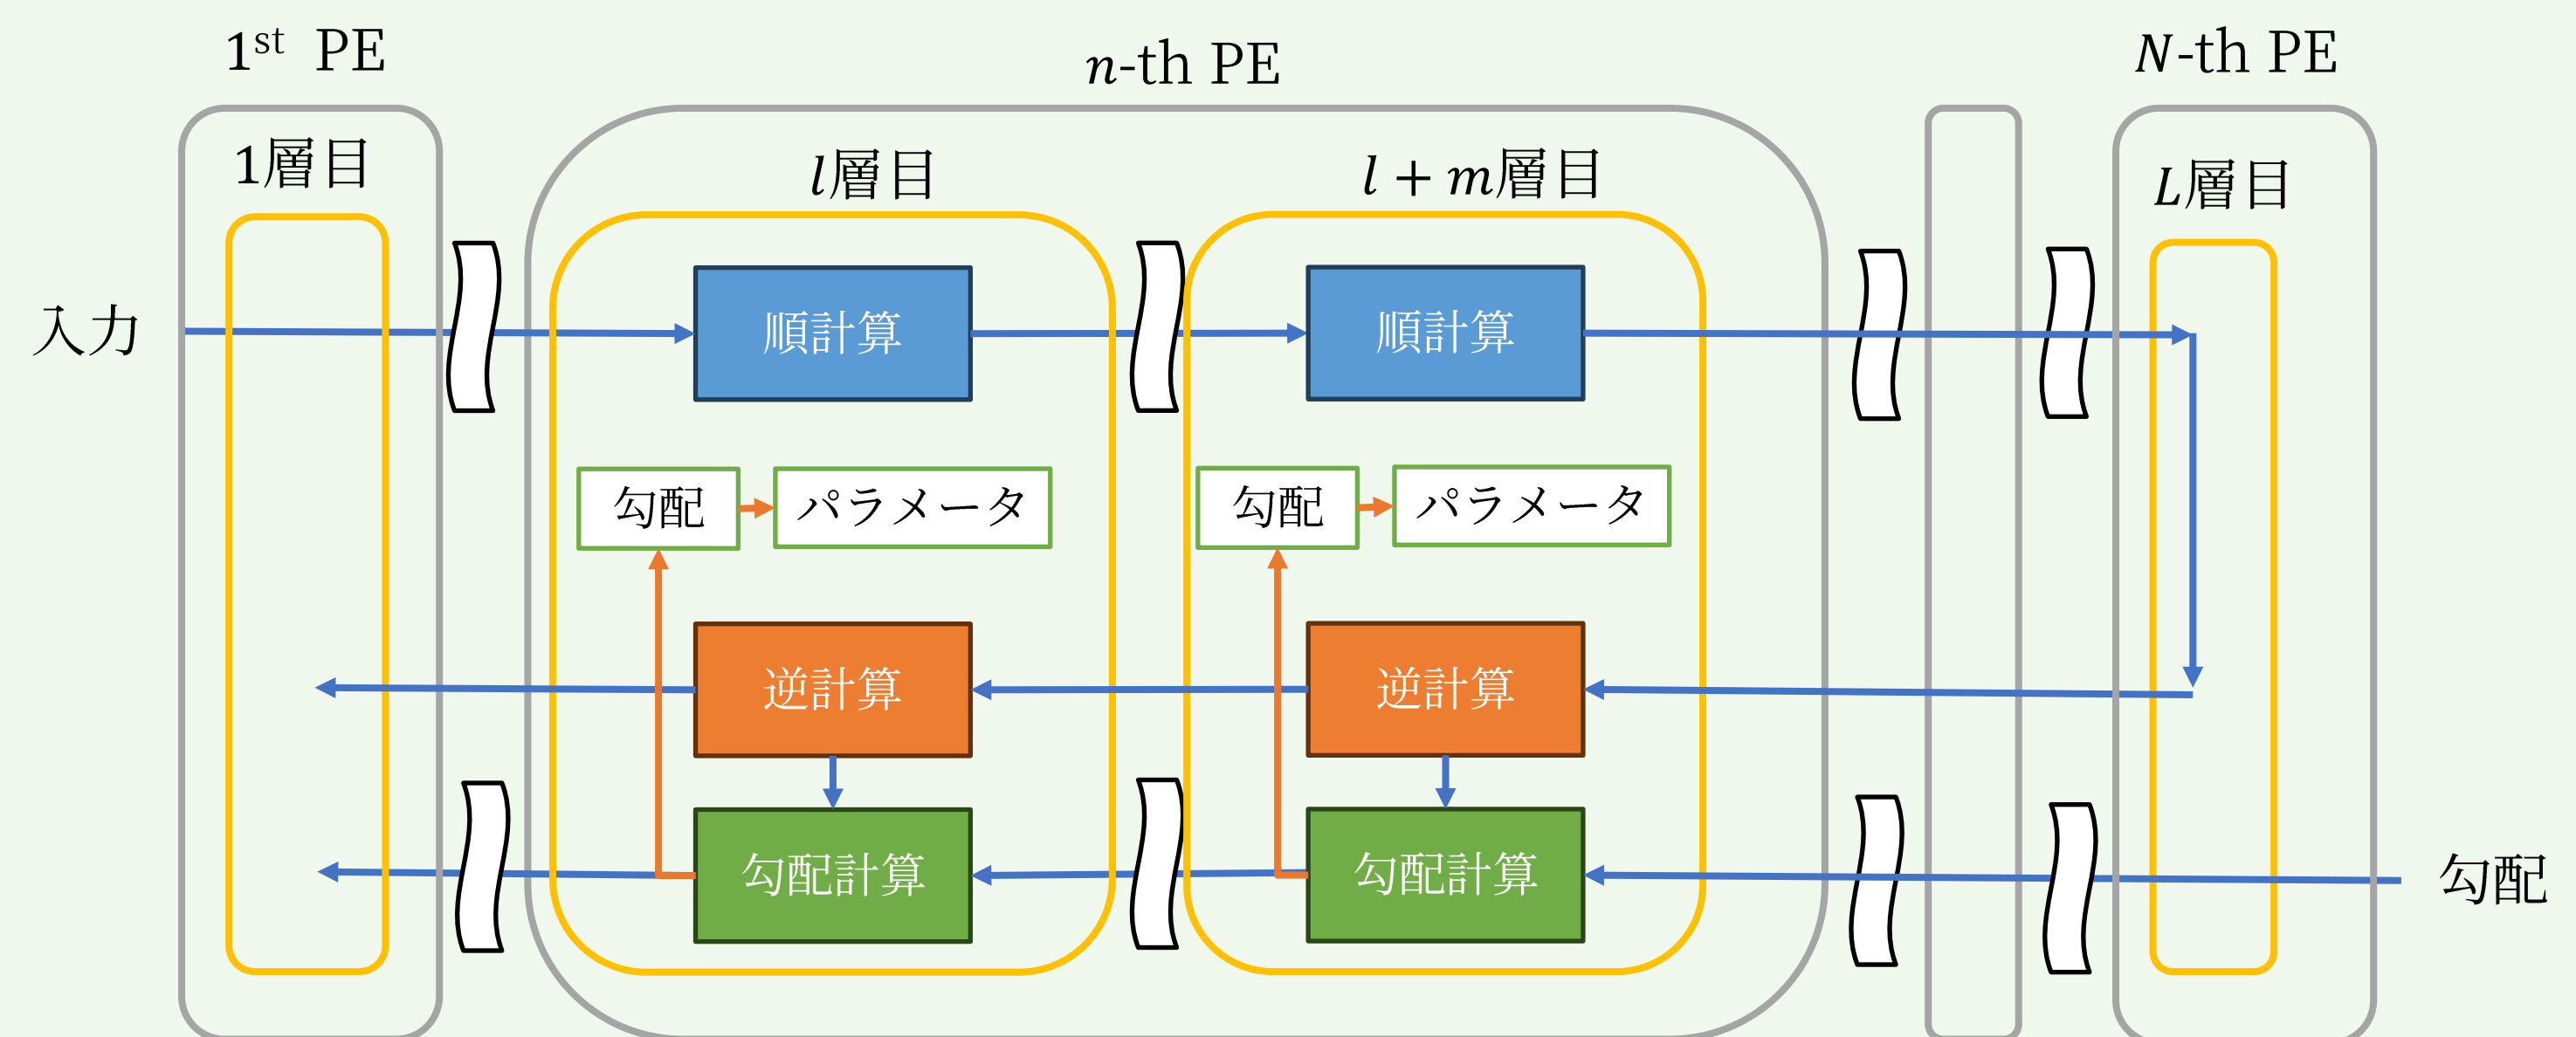 1st PE
n-th PE
N-th PE
1層目
l層目
l + m層目
L層目
入力
順計算
順計算
勾配
パラメータ
勾配
パラメータ
逆計算
逆計算
勾配計算
勾配計算
勾配